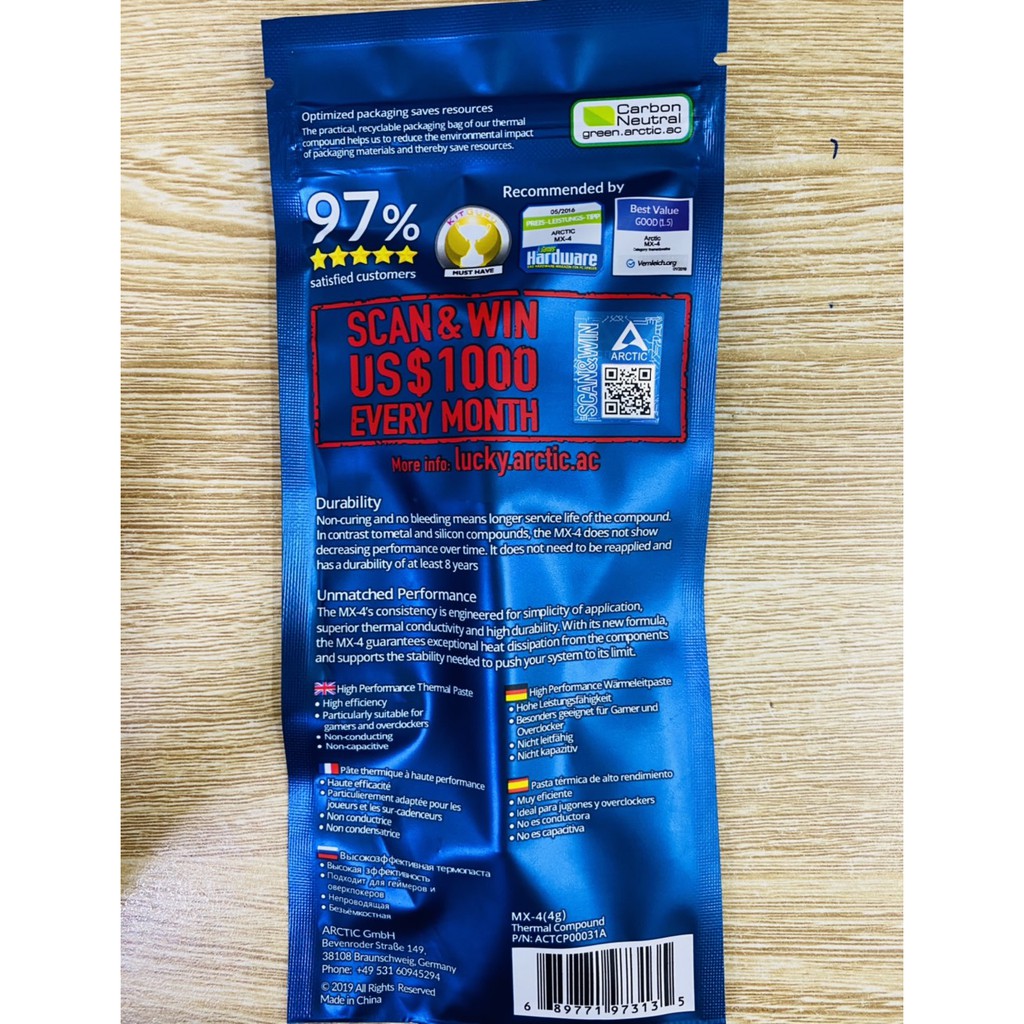 Optimized packaging saves resources
The practical, recyclable packaging bag of our thermal
compound helps us to reduce the environmental impact
of packaging materials and thereby save resources.
Carbon
Neutral
green.arctic.ac
97%
satisfied customers
Recommended by
KITGURU
MUST HAVE
05/2016
PREIS-LEISTUNGS-TIPP
ARCTIC
MX-4
Hardware
Best Value
GOOD (1.5)
Arctic
MX-4
Vergleich.org
SCAN & WIN
US$ 1000
EVERY MONTH
SCAN&WIN
ARCTIC
More info: lucky.arctic.ac
Durability
Non-curing and no bleeding means longer service life of the compound.
In contrast to metal and silicon compounds, the MX-4 does not show
decreasing performance over time. It does not need to be reapplied and
has a durability of at least 8 years
Unmatched Performance
The MX-4's consistency is engineered for simplicity of application,
superior thermal conductivity and high durability. With its new formula,
the MX-4 guarantees exceptional heat dissipation from the components
and supports the stability needed to push your system to its limit.
High Performance Thermal Paste
• High efficiency
• Particularly suitable for
gamers and overclockers
• Non-conducting
• Non-capacitive
High Performance Wärmeleitpaste
• Hohe Leistungsfähigkeit
• Besonders geeignet für Gamer und
Overclocker
• Nicht leitfähig
• Nicht kapazitiv
Pâte thermique à haute performance
• Haute efficacité
• Particulierement adaptée pour les
joueurs et les sur-cadenceurs
• Non conductrice
• Non condensatrice
Pasta térmica de alto rendimiento
• Muy eficiente
• Ideal para jugones y overclockers
• No es conductora
• No es capacitiva
Высокоэффективная термопаста
• Высокая эффективность
• Подходит для геймеров и
оверклокеров
• Непроводящая
• Безъёмкостная
ARCTIC GmbH
Bevenroder Straße 149,
38108 Braunschweig, Germany
Phone: +49 531 60945294
© 2019 All Rights Reserved
Made in China
MX-4(4g)
Thermal Compound
P/N: ACTCP00031A
6 89771 97313 5